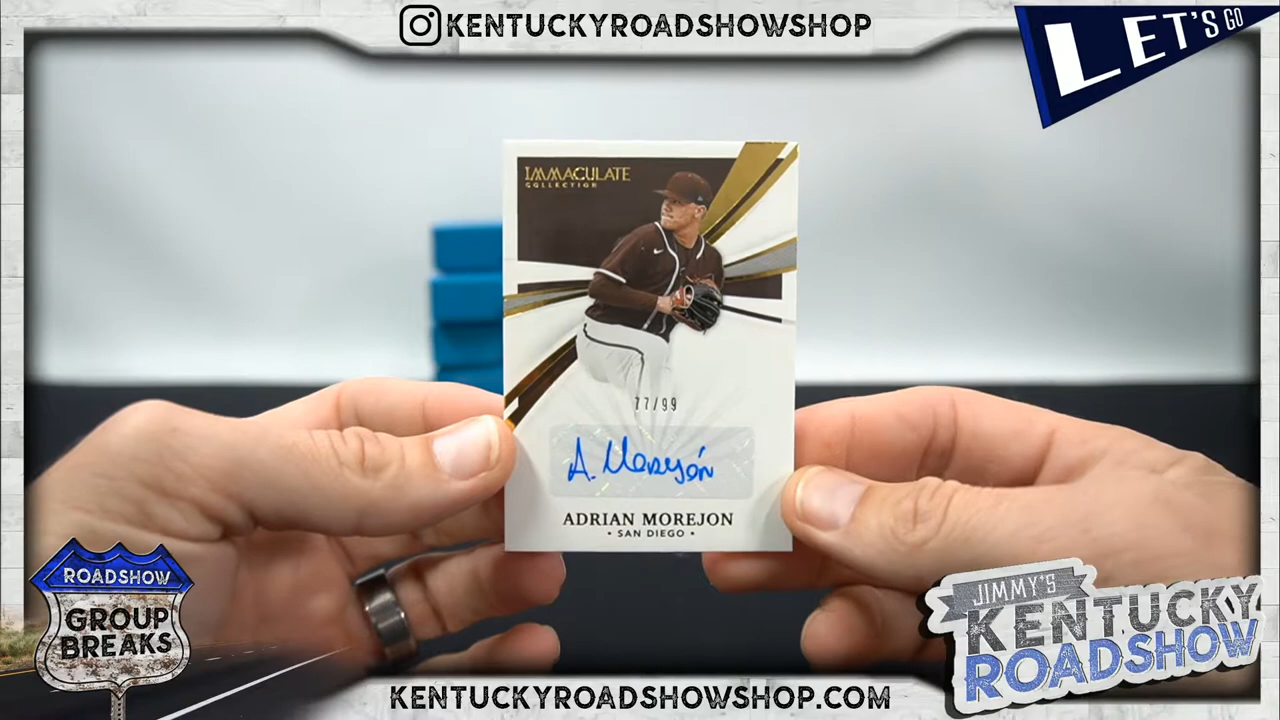 KENTUCKYROADSHOWSHOP
LET'S GO
IMMACULATE
COLLECTION
77/99
A. Morejón
ADRIAN MOREJON
• SAN DIEGO •
ROADSHOW
GROUP
BREAKS
JIMMY'S
KENTUCKY
ROADSHOW
KENTUCKYROADSHOWSHOP.COM